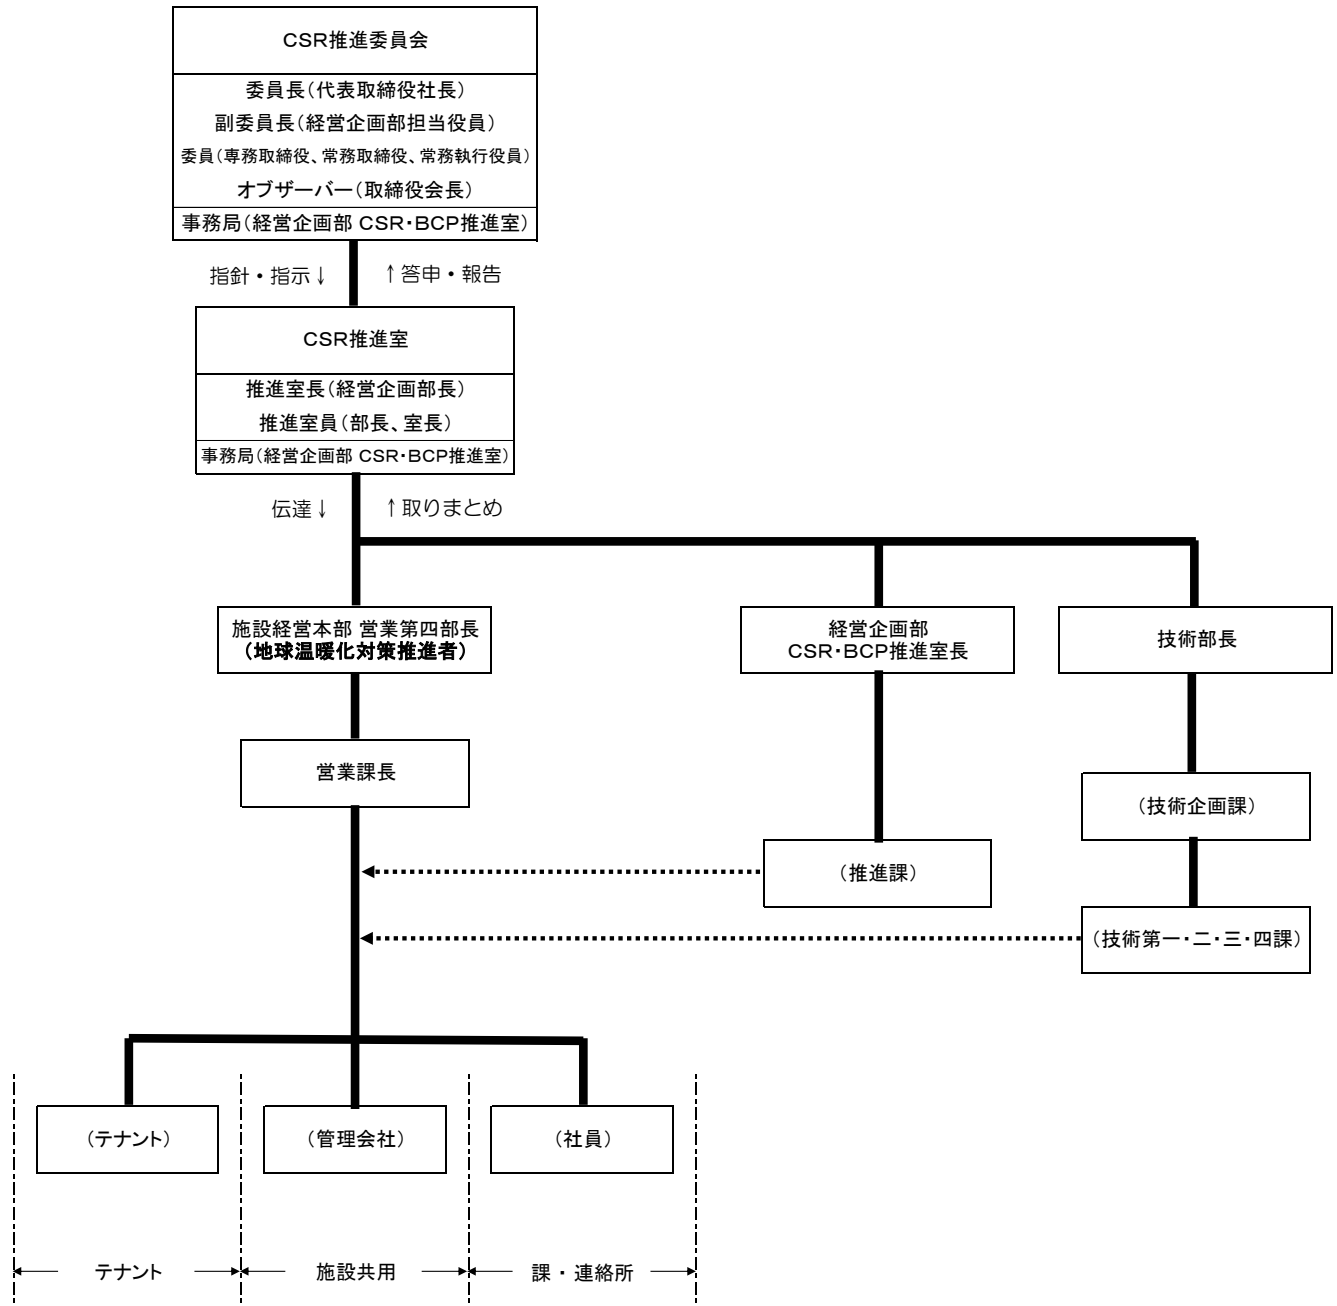 CSR推進委員会
委員長(代表取締役社長)
副委員長(経営企画部担当役員)
委員(専務取締役、常務取締役、常務執行役員)
オブザーバー(取締役会長)
事務局(経営企画部 CSR・BCP推進室)
指針・指示↓ ↑答申・報告
CSR推進室
推進室長(経営企画部長)
推進室員(部長、室長)
事務局(経営企画部 CSR・BCP推進室)
伝達↓ ↑取りまとめ
施設経営本部 営業第四部長
(地球温暖化対策推進者)
経営企画部
CSR・BCP推進室長
技術部長
営業課長
(技術企画課)
(推進課)
(技術第一・二・三・四課)
(テナント)
(管理会社)
(社員)
テナント
施設共用
課・連絡所